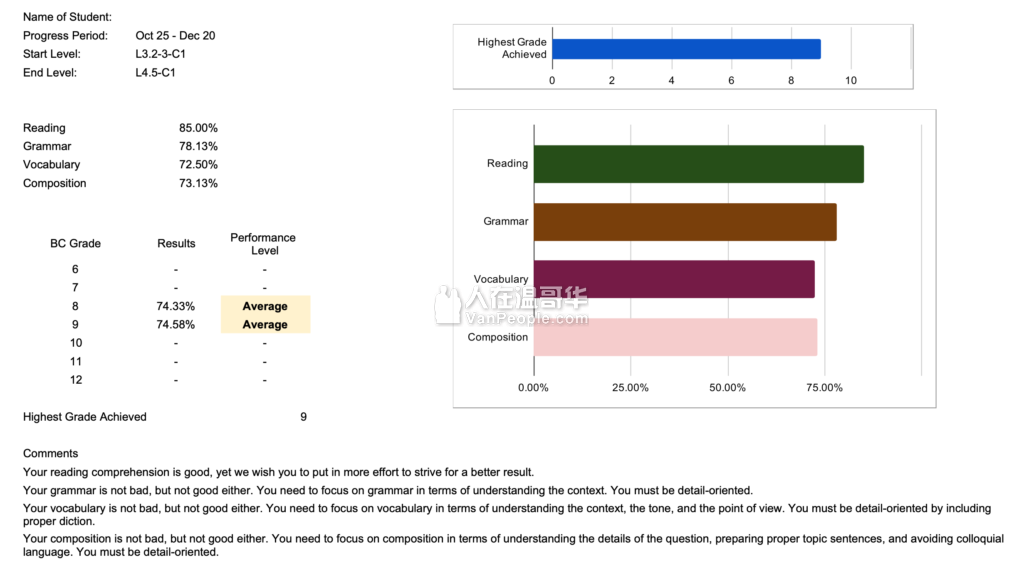 Name of Student:
Progress Period: Oct 25 - Dec 20
Start Level: L3.2-3-C1
End Level: L4.5-C1
Highest Grade
Achieved
0 2 4 6 8 10
Reading 85.00%
Grammar 78.13%
Vocabulary 72.50%
Composition 73.13%
Reading
Grammar
Vocabulary
Composition
0.00% 25.00% 50.00% 75.00%
人在温哥华
VanPeople.com
BC Grade Results Performance
Level
6 - -
7 - -
8 74.33% Average
9 74.58% Average
10 - -
11 - -
12 - -
Highest Grade Achieved 9
Comments
Your reading comprehension is good, yet we wish you to put in more effort to strive for a better result.
Your grammar is not bad, but not good either. You need to focus on grammar in terms of understanding the context. You must be detail-oriented.
Your vocabulary is not bad, but not good either. You need to focus on vocabulary in terms of understanding the context, the tone, and the point of view. You must be detail-oriented by including
proper diction.
Your composition is not bad, but not good either. You need to focus on composition in terms of understanding the details of the question, preparing proper topic sentences, and avoiding colloquial
language. You must be detail-oriented.